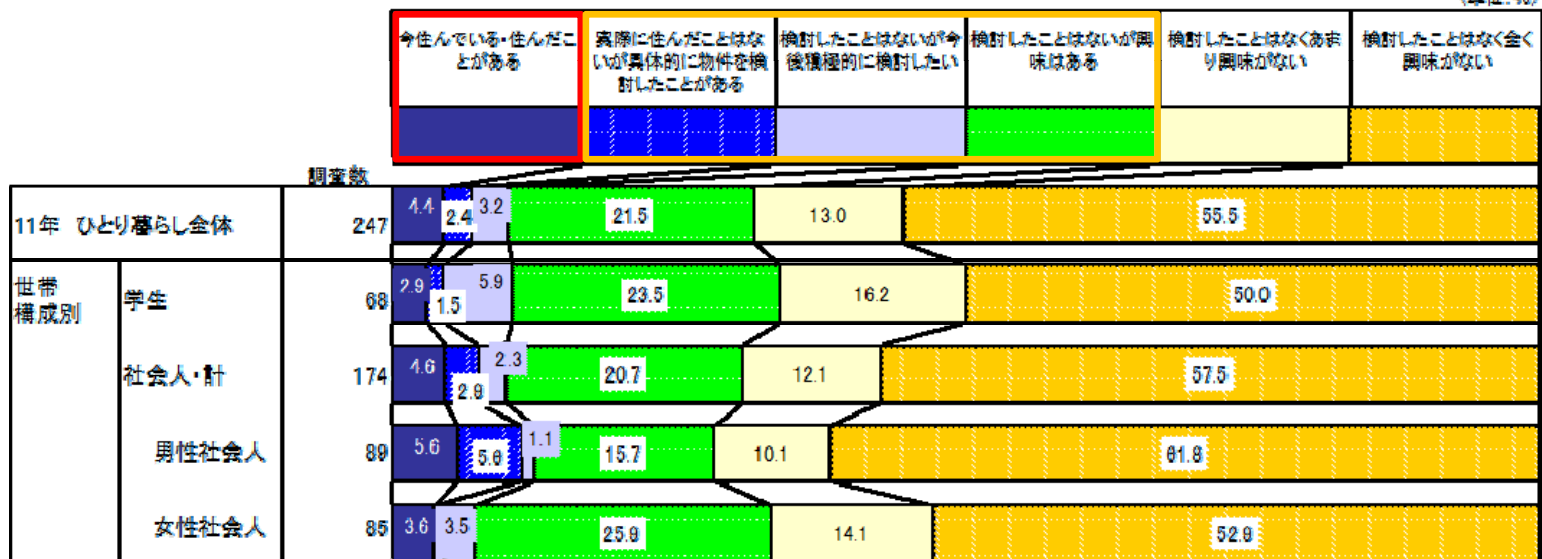 今住んでいる・住んだこ
とがある
実際に住んだことはな
いが具体的に物件を検
討したことがある
検討したことはないが今
後積極的に検討したい
検討したことはないが興
味はある
検討したことはなくあま
り興味がない
検討したことはなく全く
興味がない
調査数
11年 ひとり暮らし全体 247 4.4 2.4 3.2 21.5 13.0 55.5
世帯
構成別
学生 68 2.9 1.5 5.9 23.5 16.2 50.0
社会人・計 174 4.6 2.9 2.3 20.7 12.1 57.5
男性社会人 89 5.6 5.6 1.1 15.7 10.1 61.8
女性社会人 85 3.6 3.5 25.9 14.1 52.9